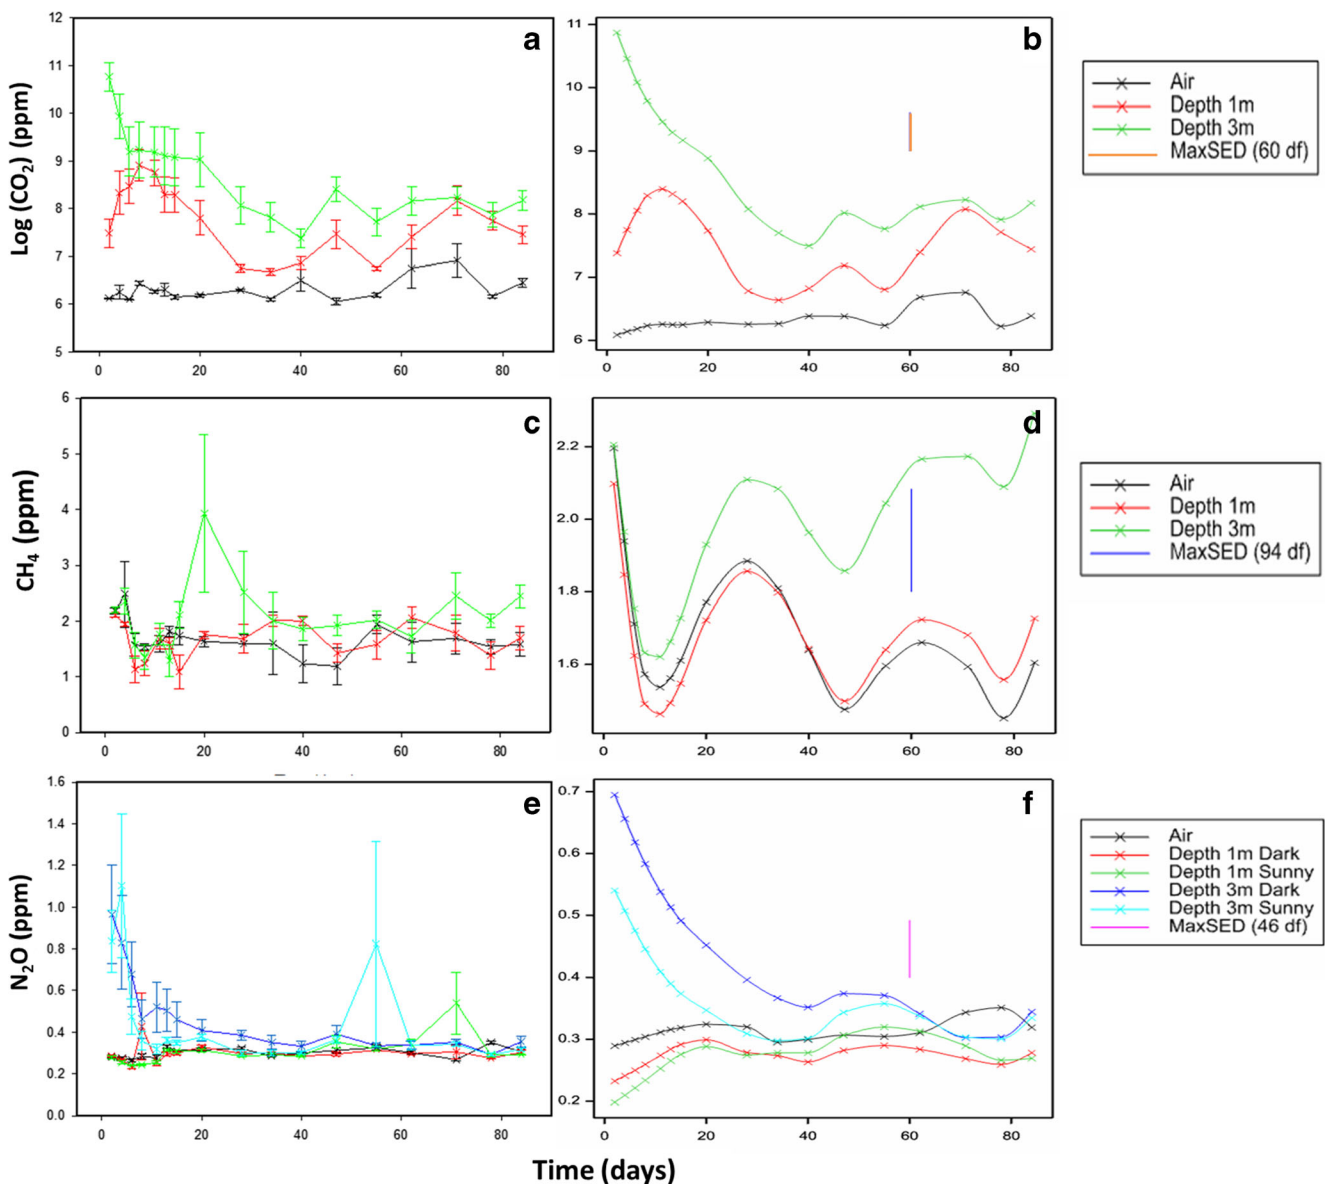 a
b
Log (CO2) (ppm)
12
11
10
9
8
7
6
5
0 20 40 60 80
11
10
9
8
7
6
0 20 40 60 80
Air
Depth 1m
Depth 3m
MaxSED (60 df)
c
d
CH4 (ppm)
6
5
4
3
2
1
0
0 20 40 60 80
2.2
2.0
1.8
1.6
0 20 40 60 80
Air
Depth 1m
Depth 3m
MaxSED (94 df)
e
f
N2O (ppm)
1.6
1.4
1.2
1.0
0.8
0.6
0.4
0.2
0.0
0 20 40 60 80
0.7
0.6
0.5
0.4
0.3
0.2
0 20 40 60 80
Air
Depth 1m Dark
Depth 1m Sunny
Depth 3m Dark
Depth 3m Sunny
MaxSED (46 df)
Time (days)